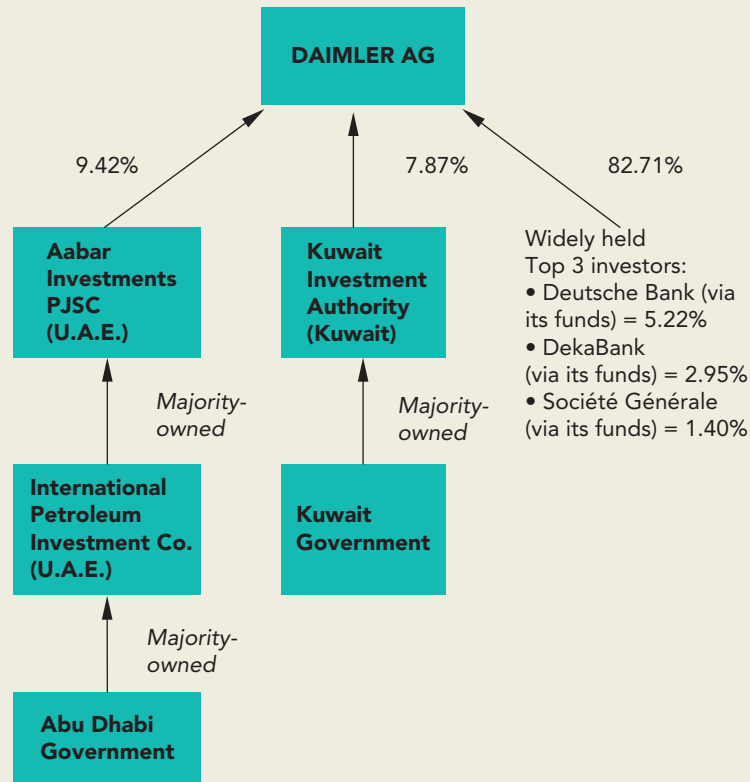 DAIMLER AG
9.42%
7.87%
82.71%
Aabar
Investments
PJSC
(U.A.E.)
Kuwait
Investment
Authority
(Kuwait)
Widely held
Top 3 investors:
• Deutsche Bank (via
its funds) = 5.22%
• DekaBank
(via its funds) = 2.95%
• Société Générale
(via its funds) = 1.40%
Majority-
owned
Majority-
owned
International
Petroleum
Investment Co.
(U.A.E.)
Kuwait
Government
Majority-
owned
Abu Dhabi
Government